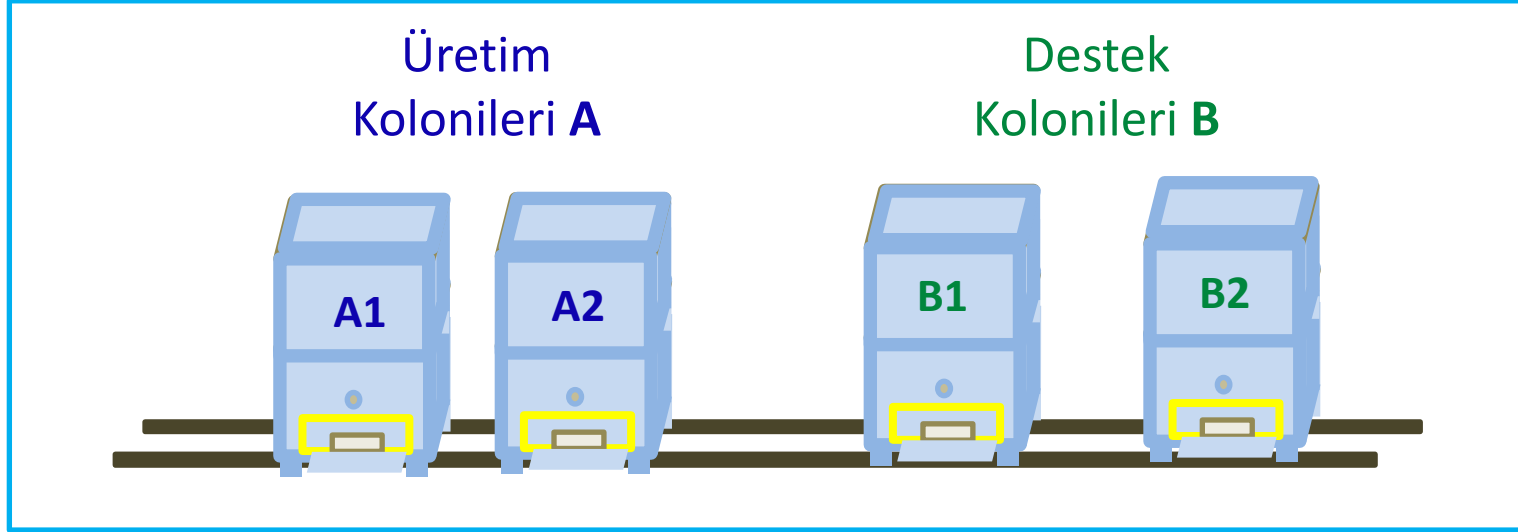 Üretim
Kolonileri A
Destek
Kolonileri B
A1
A2
B1
B2